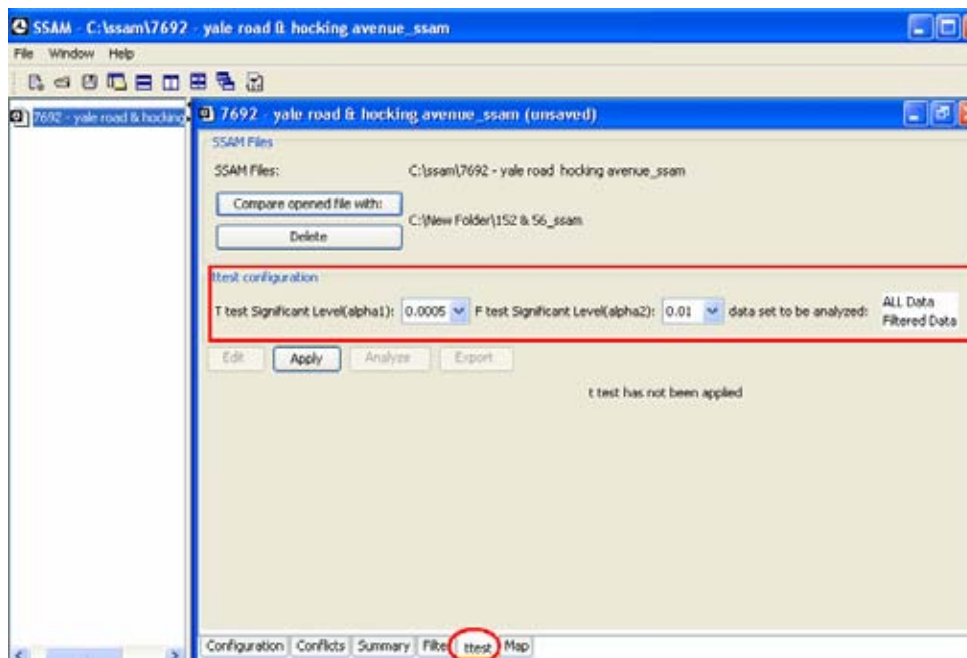 SSAM - C:\ssam\7692 - yale road & hocking avenue_ssam
File Window Help
7692 - yale road & hocking
7692 - yale road & hocking avenue_ssam (unsaved)
SSAM Files
SSAM Files: C:\ssam\7692 - yale road hocking avenue_ssam
Compare opened file with:
C:\New Folder\152 & 56_ssam
Delete
ttest configuration
T test Significant Level(alpha1): 0.0005 F test Significant Level(alpha2): 0.01 data set to be analyzed: ALL Data
Filtered Data
Edit Apply Analyze Export
t test has not been applied
Configuration Conflicts Summary Filter ttest Map